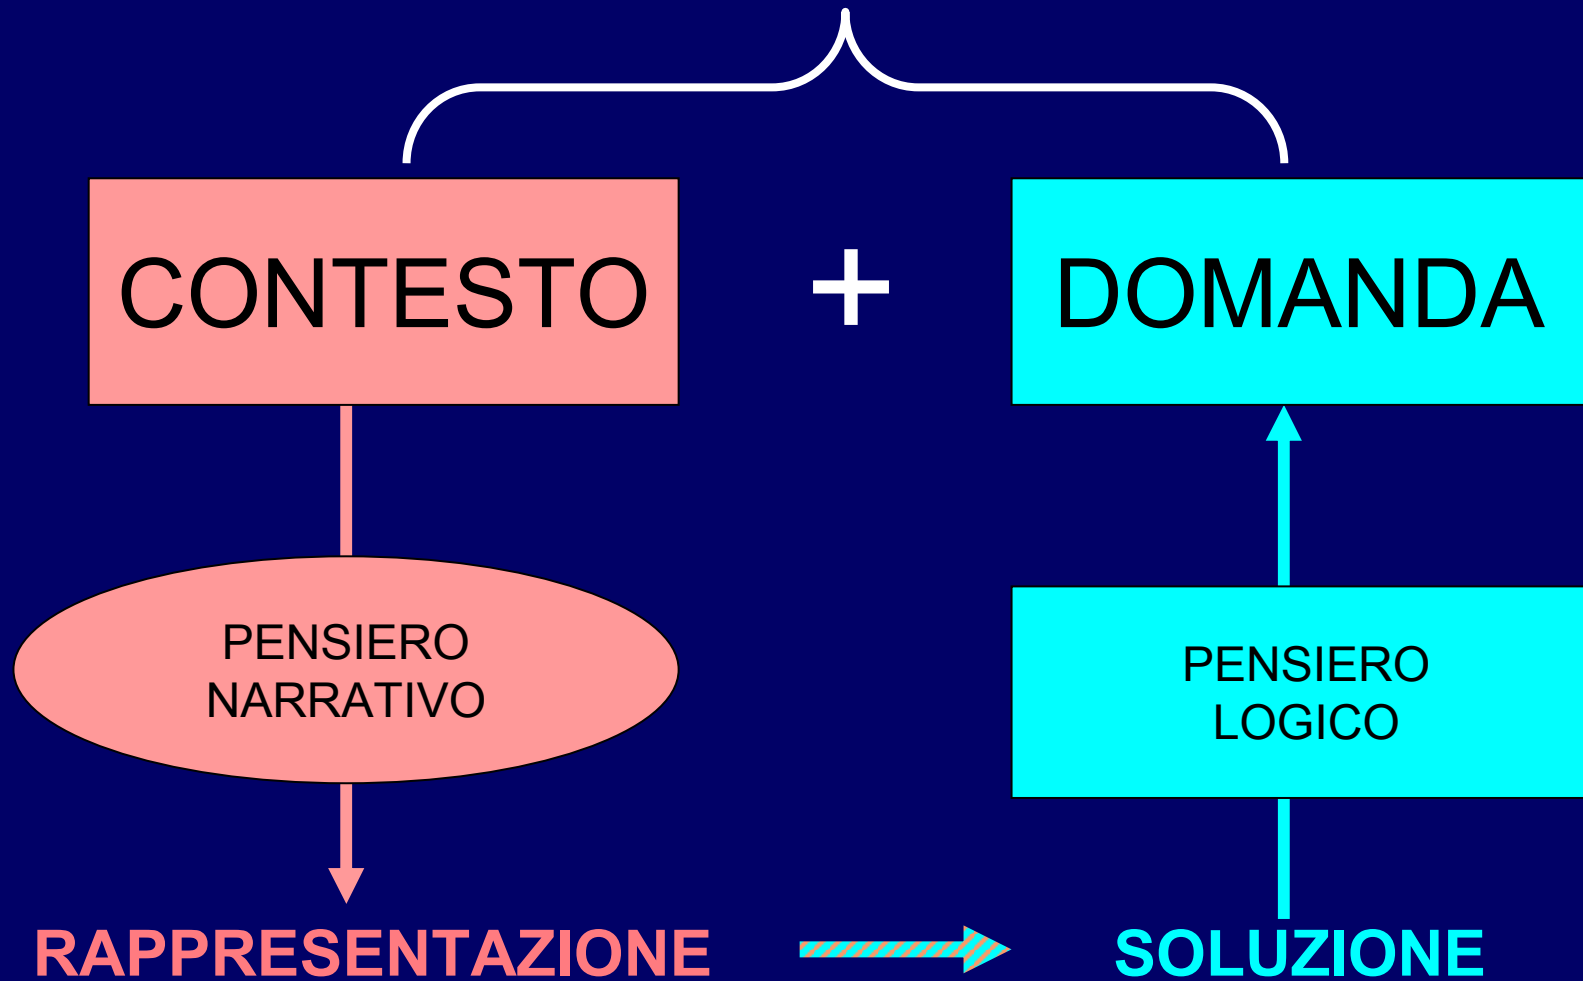 CONTESTO
+
DOMANDA
PENSIERO
NARRATIVO
PENSIERO
LOGICO
RAPPRESENTAZIONE
SOLUZIONE